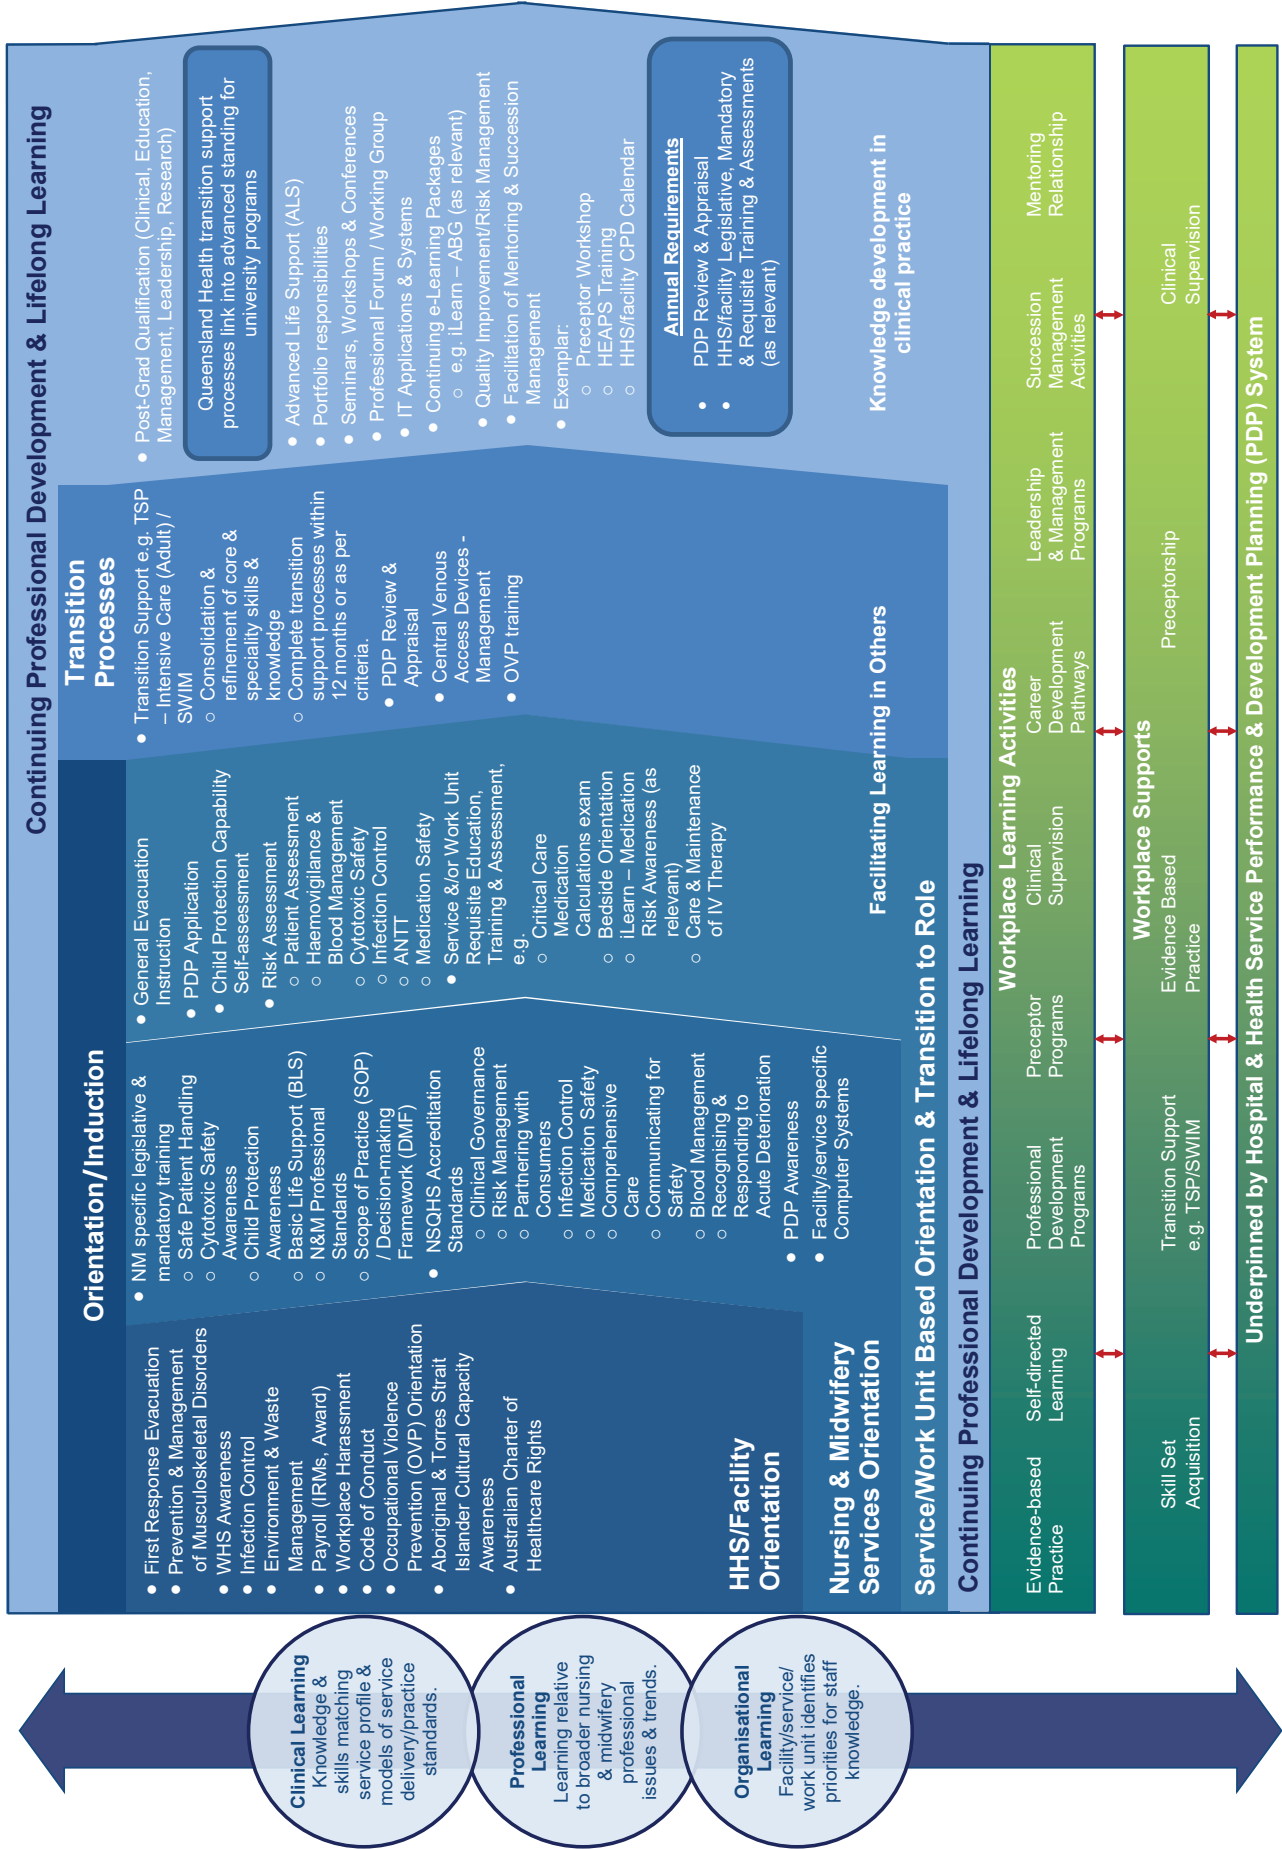 Continuing Professional Development & Lifelong Learning
Clinical Learning
Knowledge &
skills matching
service profile &
models of service
delivery/practice
standards.
Professional
Learning
Learning relative
to broader nursing
& midwifery
professional
issues & trends.
Organisational
Learning
Facility/service/
work unit identifies
priorities for staff
knowledge.
Orientation/Induction
• First Response Evacuation
• Prevention & Management
of Musculoskeletal Disorders
• WHS Awareness
• Infection Control
• Environment & Waste
Management
• Payroll (IRMs, Award)
• Workplace Harassment
• Code of Conduct
• Occupational Violence
Prevention (OVP) Orientation
• Aboriginal & Torres Strait
Islander Cultural Capacity
Awareness
• Australian Charter of
Healthcare Rights
HHS/Facility
Orientation
• NM specific legislative &
mandatory training
○ Safe Patient Handling
○ Cytotoxic Safety
Awareness
○ Child Protection
Awareness
○ Basic Life Support (BLS)
○ N&M Professional
Standards
○ Scope of Practice (SOP)
/ Decision-making
Framework (DMF)
• NSQHS Accreditation
Standards
○ Clinical Governance
○ Risk Management
○ Partnering with
Consumers
○ Infection Control
○ Medication Safety
○ Comprehensive
Care
○ Communicating for
Safety
○ Blood Management
○ Recognising &
Responding to
Acute Deterioration
• PDP Awareness
• Facility/service specific
Computer Systems
Nursing & Midwifery
Services Orientation
• General Evacuation
Instruction
• PDP Application
• Child Protection Capability
Self-assessment
• Risk Assessment
○ Patient Assessment
○ Haemovigilance &
Blood Management
○ Cytotoxic Safety
○ Infection Control
○ ANTT
○ Medication Safety
• Service &/or Work Unit
Requisite Education,
Training & Assessment,
e.g.
○ Critical Care
Medication
Calculations exam
○ Bedside Orientation
○ iLearn – Medication
Risk Awareness (as
relevant)
○ Care & Maintenance
of IV Therapy
Service/Work Unit Based Orientation & Transition to Role
Transition
Processes
• Transition Support e.g. TSP
– Intensive Care (Adult) /
SWIM
○ Consolidation &
refinement of core &
speciality skills &
knowledge
○ Complete transition
support processes within
12 months or as per
criteria.
• PDP Review &
Appraisal
• Central Venous
Access Devices -
Management
• OVP training
Facilitating Learning in Others
• Post-Grad Qualification (Clinical, Education,
Management, Leadership, Research)
Queensland Health transition support
processes link into advanced standing for
university programs
• Advanced Life Support (ALS)
• Portfolio responsibilities
• Seminars, Workshops & Conferences
• Professional Forum / Working Group
• IT Applications & Systems
• Continuing e-Learning Packages
○ e.g. iLearn – ABG (as relevant)
• Quality Improvement/Risk Management
• Facilitation of Mentoring & Succession
Management
• Exemplar:
○ Preceptor Workshop
○ HEAPS Training
○ HHS/facility CPD Calendar
Annual Requirements
• PDP Review & Appraisal
• HHS/facility Legislative, Mandatory
& Requisite Training & Assessments
(as relevant)
Knowledge development in
clinical practice
Continuing Professional Development & Lifelong Learning
Workplace Learning Activities
Evidence-based
Practice
Self-directed
Learning
Professional
Development
Programs
Preceptor
Programs
Clinical
Supervision
Career
Development
Pathways
Leadership
& Management
Programs
Succession
Management
Activities
Mentoring
Relationship
Workplace Supports
Skill Set
Acquisition
Transition Support
e.g. TSP/SWIM
Evidence Based
Practice
Preceptorship
Clinical
Supervision
Underpinned by Hospital & Health Service Performance & Development Planning (PDP) System